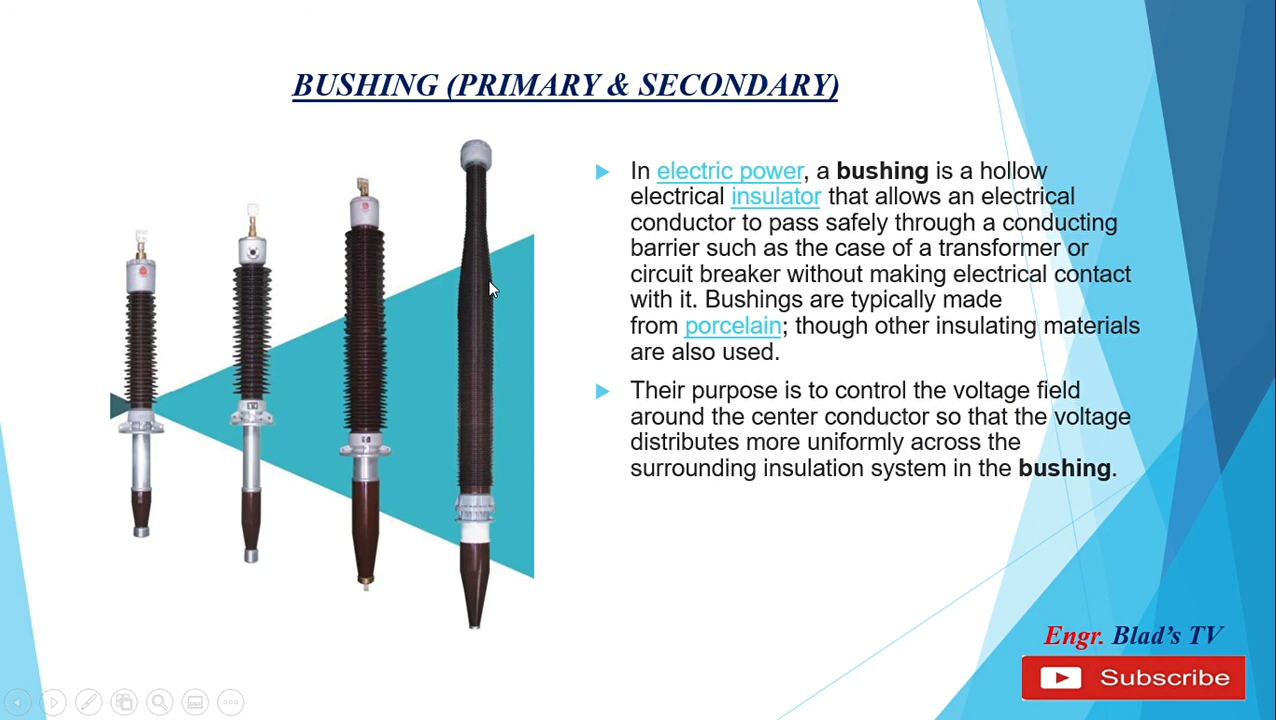 BUSHING (PRIMARY & SECONDARY)
In electric power, a bushing is a hollow
electrical insulator that allows an electrical
conductor to pass safely through a conducting
barrier such as the case of a transformer or
circuit breaker without making electrical contact
with it. Bushings are typically made
from porcelain; though other insulating materials
are also used.
Their purpose is to control the voltage field
around the center conductor so that the voltage
distributes more uniformly across the
surrounding insulation system in the bushing.
Engr. Blad's TV
Subscribe